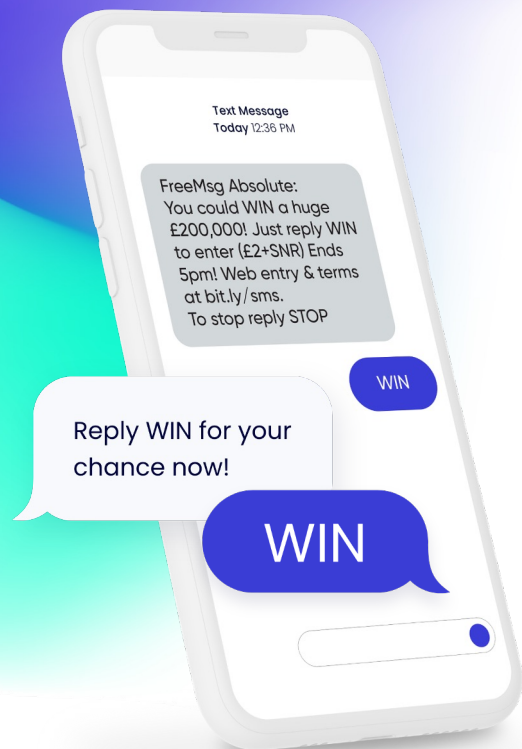 Text Message
Today 12:36 PM
FreeMsg Absolute:
You could WIN a huge
£200,000! Just reply WIN
to enter (£2+SNR) Ends
5pm! Web entry & terms
at bit.ly/sms.
To stop reply STOP
WIN
Reply WIN for your
chance now!
WIN